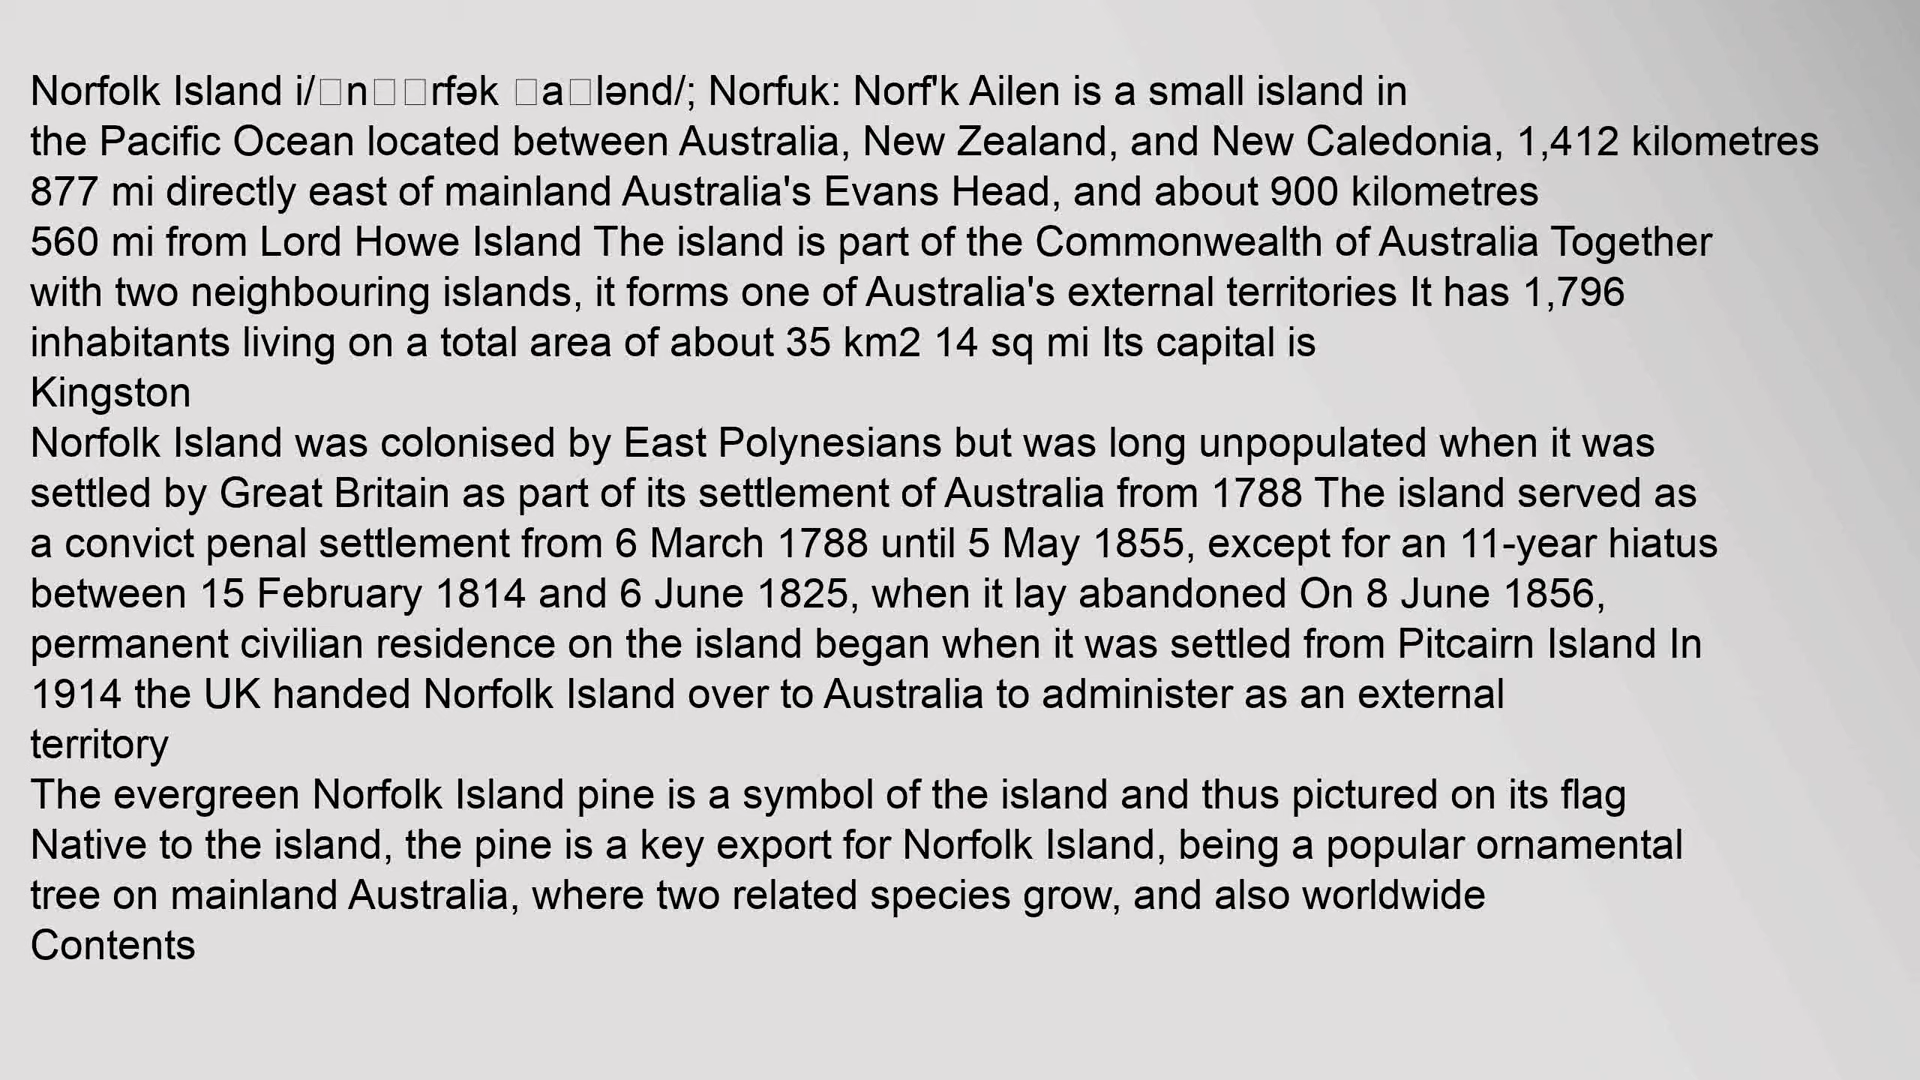 Norfolk Island i/□n□□rfək □a□lənd/; Norfuk: Norf'k Ailen is a small island in
the Pacific Ocean located between Australia, New Zealand, and New Caledonia, 1,412 kilometres
877 mi directly east of mainland Australia's Evans Head, and about 900 kilometres
560 mi from Lord Howe Island The island is part of the Commonwealth of Australia Together
with two neighbouring islands, it forms one of Australia's external territories It has 1,796
inhabitants living on a total area of about 35 km2 14 sq mi Its capital is
Kingston
Norfolk Island was colonised by East Polynesians but was long unpopulated when it was
settled by Great Britain as part of its settlement of Australia from 1788 The island served as
a convict penal settlement from 6 March 1788 until 5 May 1855, except for an 11-year hiatus
between 15 February 1814 and 6 June 1825, when it lay abandoned On 8 June 1856,
permanent civilian residence on the island began when it was settled from Pitcairn Island In
1914 the UK handed Norfolk Island over to Australia to administer as an external
territory
The evergreen Norfolk Island pine is a symbol of the island and thus pictured on its flag
Native to the island, the pine is a key export for Norfolk Island, being a popular ornamental
tree on mainland Australia, where two related species grow, and also worldwide
Contents